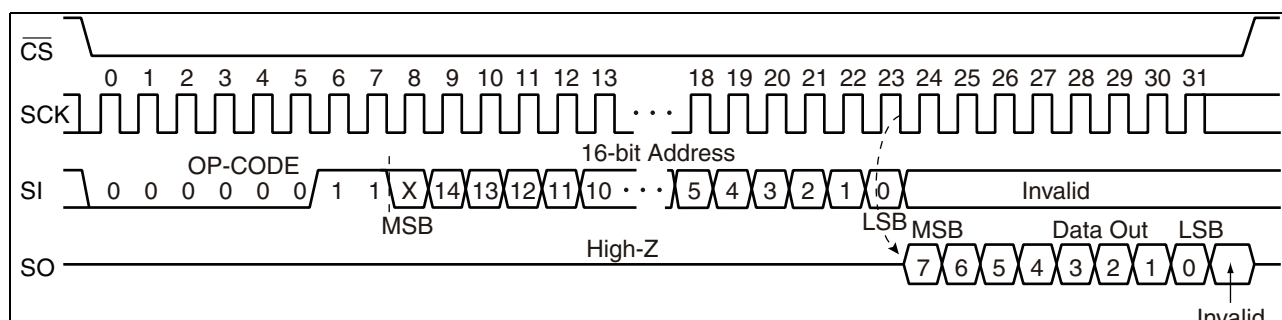 CS
0 1 2 3 4 5 6 7 8 9 10 11 12 13 18 19 20 21 22 23 24 25 26 27 28 29 30 31
SCK
16-bit Address
OP-CODE
SI 0 0 0 0 0 0 1 1 X 14 13 12 11 10 ··· 5 4 3 2 1 0 Invalid
MSB LSB MSB Data Out LSB
High-Z
SO 7 6 5 4 3 2 1 0
Invalid